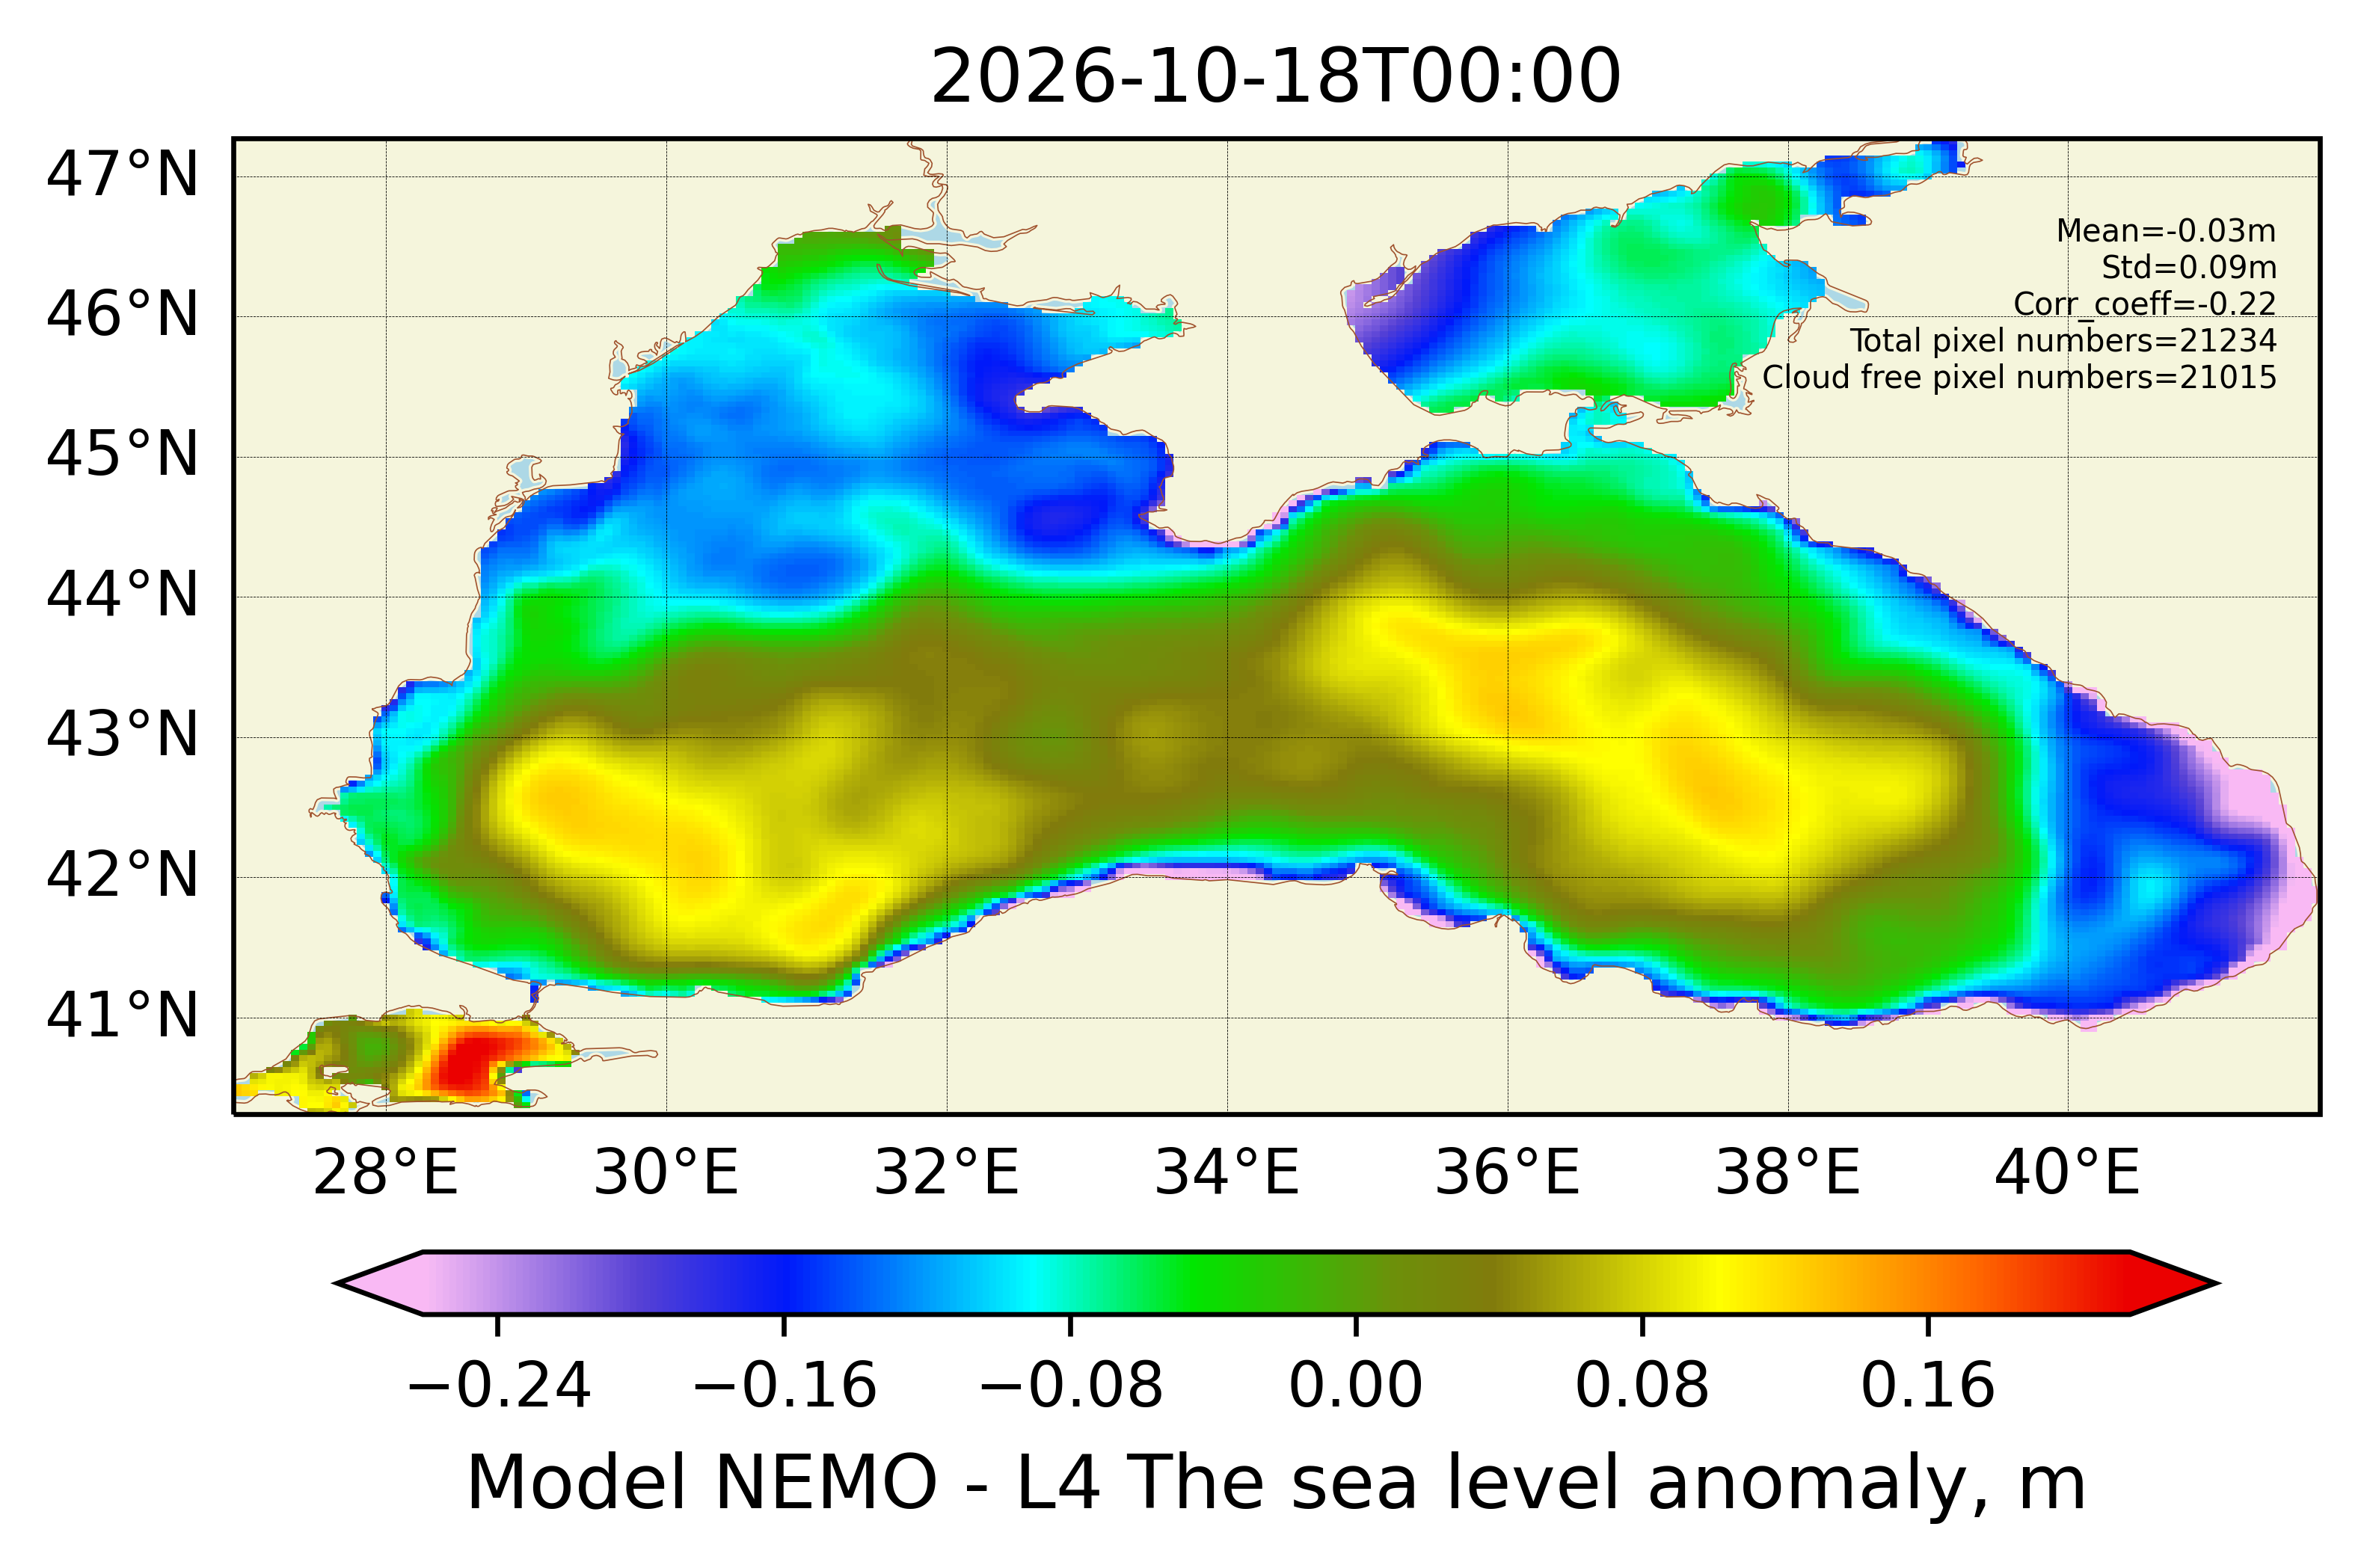 2026-10-18T00:00
47°N
46°N
45°N
44°N
43°N
42°N
41°N
Mean=-0.03m
Std=0.09m
Corr_coeff=-0.22
Total pixel numbers=21234
Cloud free pixel numbers=21015
28°E 30°E 32°E 34°E 36°E 38°E 40°E
−0.24 −0.16 −0.08 0.00 0.08 0.16
Model NEMO - L4 The sea level anomaly, m